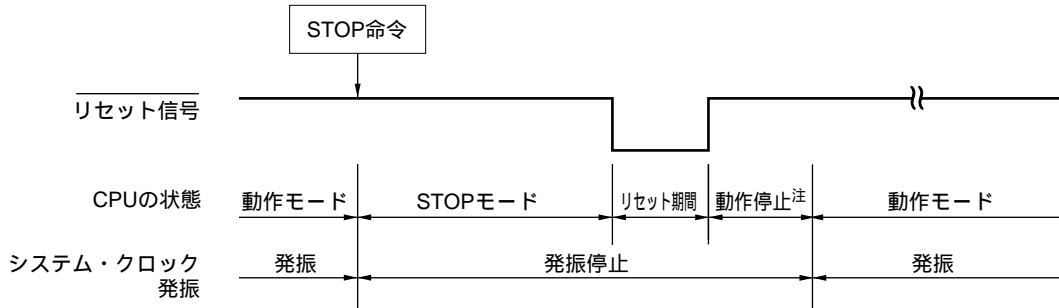 STOP命令
リセット信号
CPUの状態 動作モード STOPモード リセット期間 動作停止注 動作モード
システム・クロック 発振 発振停止 発振
発振